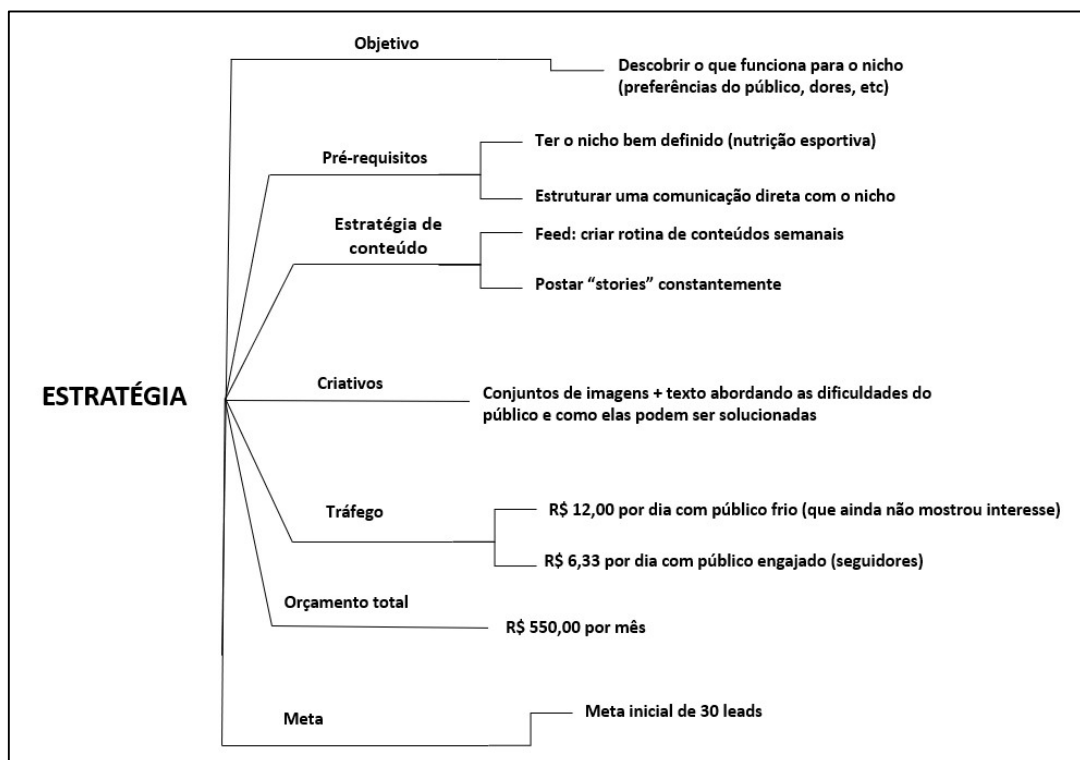 Objetivo
Descobrir o que funciona para o nicho
(preferências do público, dores, etc)
Pré-requisitos
Ter o nicho bem definido (nutrição esportiva)
Estruturar uma comunicação direta com o nicho
Estratégia de
conteúdo
Feed: criar rotina de conteúdos semanais
Postar “stories” constantemente
ESTRATÉGIA
Criativos
Conjuntos de imagens + texto abordando as dificuldades do
público e como elas podem ser solucionadas
Tráfego
R$ 12,00 por dia com público frio (que ainda não mostrou interesse)
R$ 6,33 por dia com público engajado (seguidores)
Orçamento total
R$ 550,00 por mês
Meta
Meta inicial de 30 leads